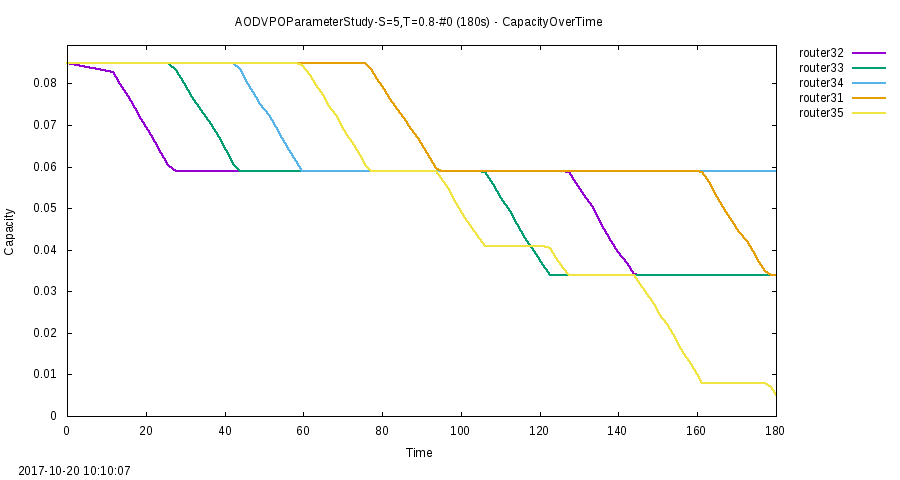 AODVPOParameterStudy-S=5,T=0.8-#0 (180s) - CapacityOverTime
router32
router33
router34
router31
router35
0.08
0.07
0.06
0.05
0.04
0.03
0.02
0.01
0
Capacity
0 20 40 60 80 100 120 140 160 180
Time
2017-10-20 10:10:07